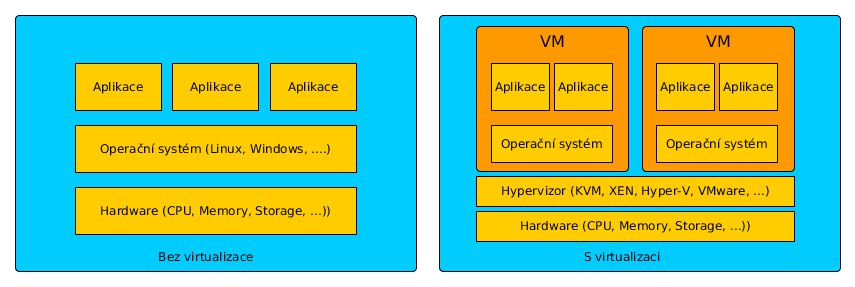 Aplikace Aplikace Aplikace
Operační systém (Linux, Windows, ....)
Hardware (CPU, Memory, Storage, ...))
Bez virtualizace
VM VM
Aplikace Aplikace Aplikace Aplikace
Operační systém Operační systém
Hypervizor (KVM, XEN, Hyper-V, VMware, ...)
Hardware (CPU, Memory, Storage, ...))
S virtualizaci